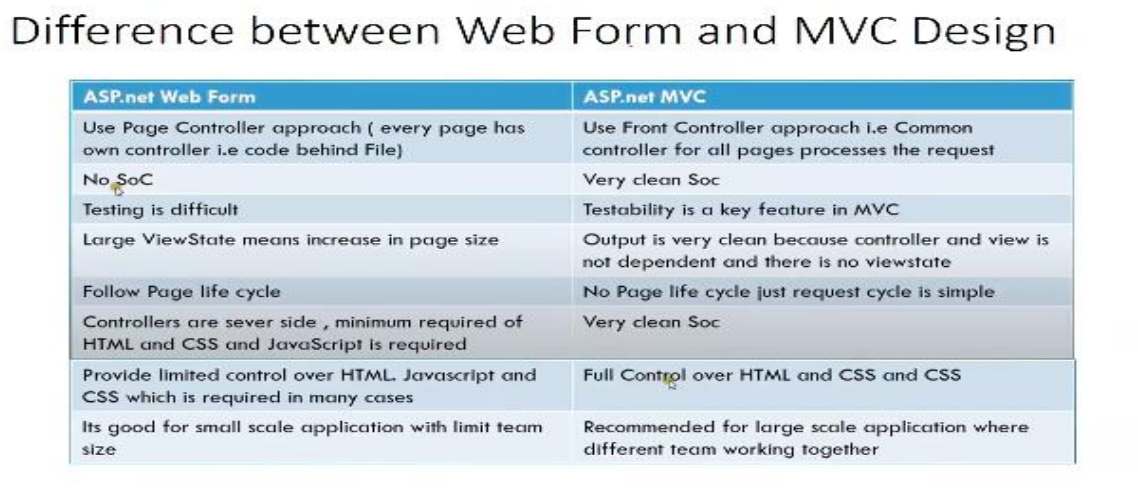 Difference between Web Form and MVC Design
ASP.net Web Form
ASP.net MVC
Use Page Controller approach ( every page has
own controller i.e code behind File)
Use Front Controller approach i.e Common
controller for all pages processes the request
No SoC
Very clean Soc
Testing is difficult
Testability is a key feature in MVC
Large ViewState means increase in page size
Output is very clean because controller and view is
not dependent and there is no viewstate
Follow Page life cycle
No Page life cycle just request cycle is simple
Controllers are sever side , minimum required of
HTML and CSS and JavaScript is required
Very clean Soc
Provide limited control over HTML. Javascript and
CSS which is required in many cases
Full Control over HTML and CSS and CSS
Its good for small scale application with limit team
size
Recommended for large scale application where
different team working together